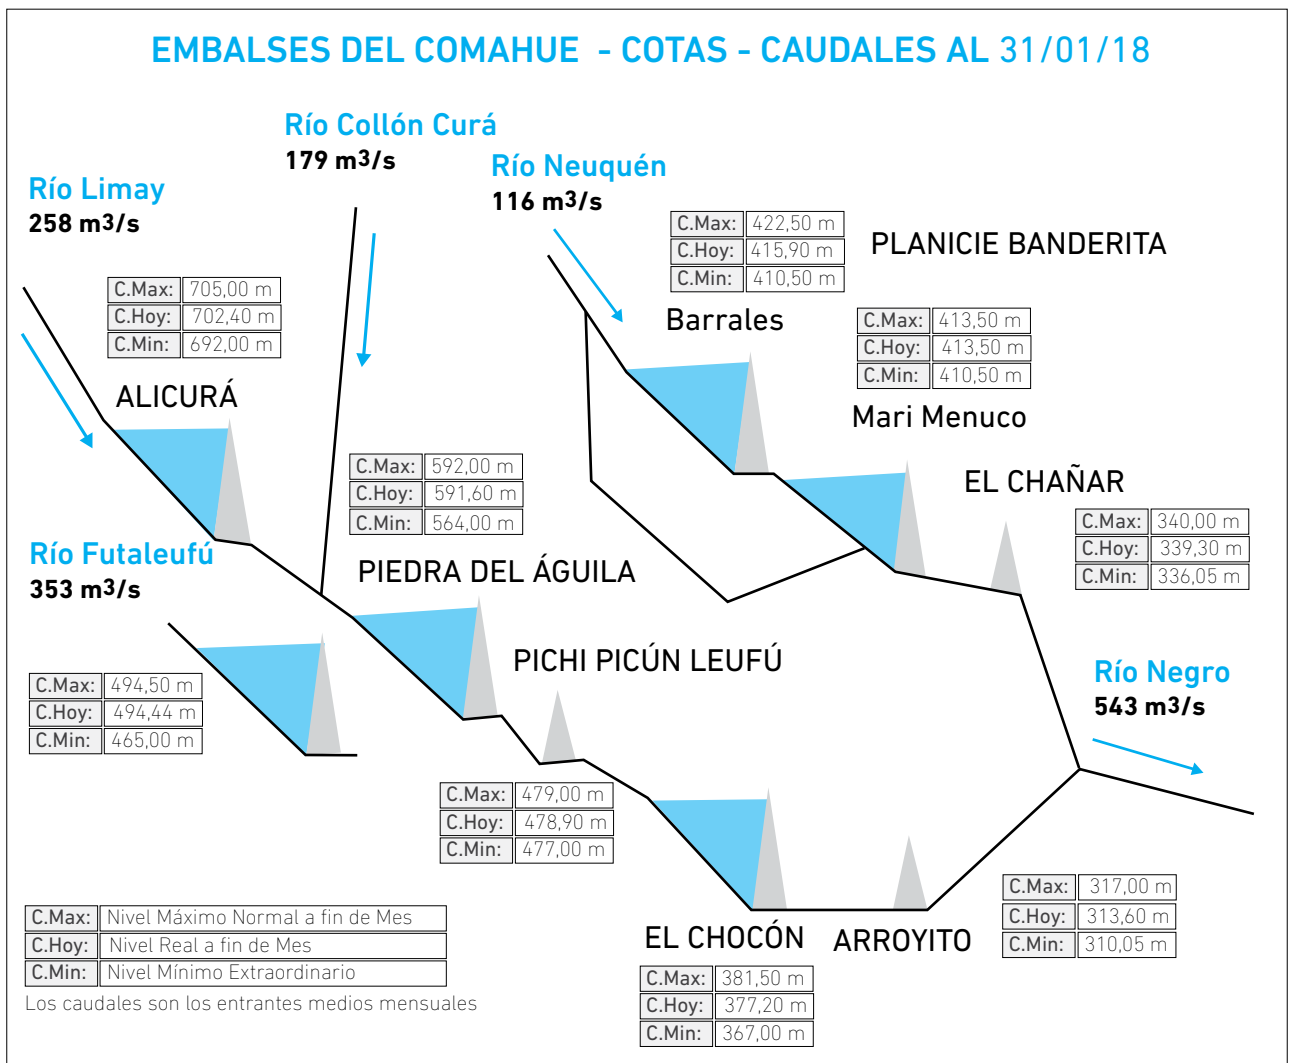 EMBALSES DEL COMAHUE - COTAS - CAUDALES AL 31/01/18
Río Collón Curá
179 m3/s
Río Neuquén
116 m3/s
Río Limay
258 m3/s
C.Max: 422,50 m
C.Hoy: 415,90 m
C.Min: 410,50 m
PLANICIE BANDERITA
Barrales
C.Max: 705,00 m
C.Hoy: 702,40 m
C.Min: 692,00 m
ALICURÁ
C.Max: 413,50 m
C.Hoy: 413,50 m
C.Min: 410,50 m
Mari Menuco
C.Max: 592,00 m
C.Hoy: 591,60 m
C.Min: 564,00 m
PIEDRA DEL ÁGUILA
EL CHAÑAR
C.Max: 340,00 m
C.Hoy: 339,30 m
C.Min: 336,05 m
Río Futaleufú
353 m3/s
C.Max: 494,50 m
C.Hoy: 494,44 m
C.Min: 465,00 m
PICHI PICÚN LEUFÚ
C.Max: 479,00 m
C.Hoy: 478,90 m
C.Min: 477,00 m
Río Negro
543 m3/s
C.Max: 317,00 m
C.Hoy: 313,60 m
C.Min: 310,05 m
EL CHOCÓN
ARROYITO
C.Max: 381,50 m
C.Hoy: 377,20 m
C.Min: 367,00 m
C.Max: Nivel Máximo Normal a fin de Mes
C.Hoy: Nivel Real a fin de Mes
C.Min: Nivel Mínimo Extraordinario
Los caudales son los entrantes medios mensuales